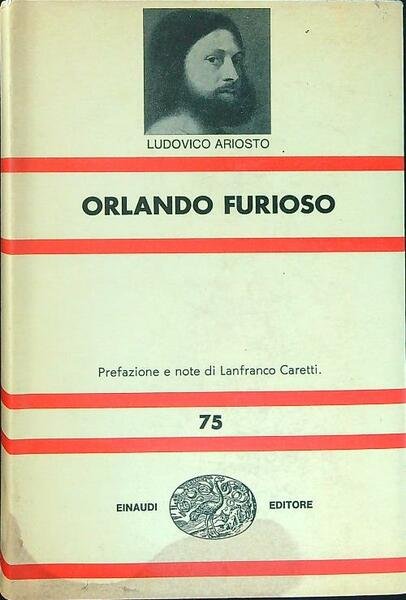 LUDOVICO ARIOSTO
ORLANDO FURIOSO
Prefazione e note di Lanfranco Caretti.
75
EINAUDI EDITORE